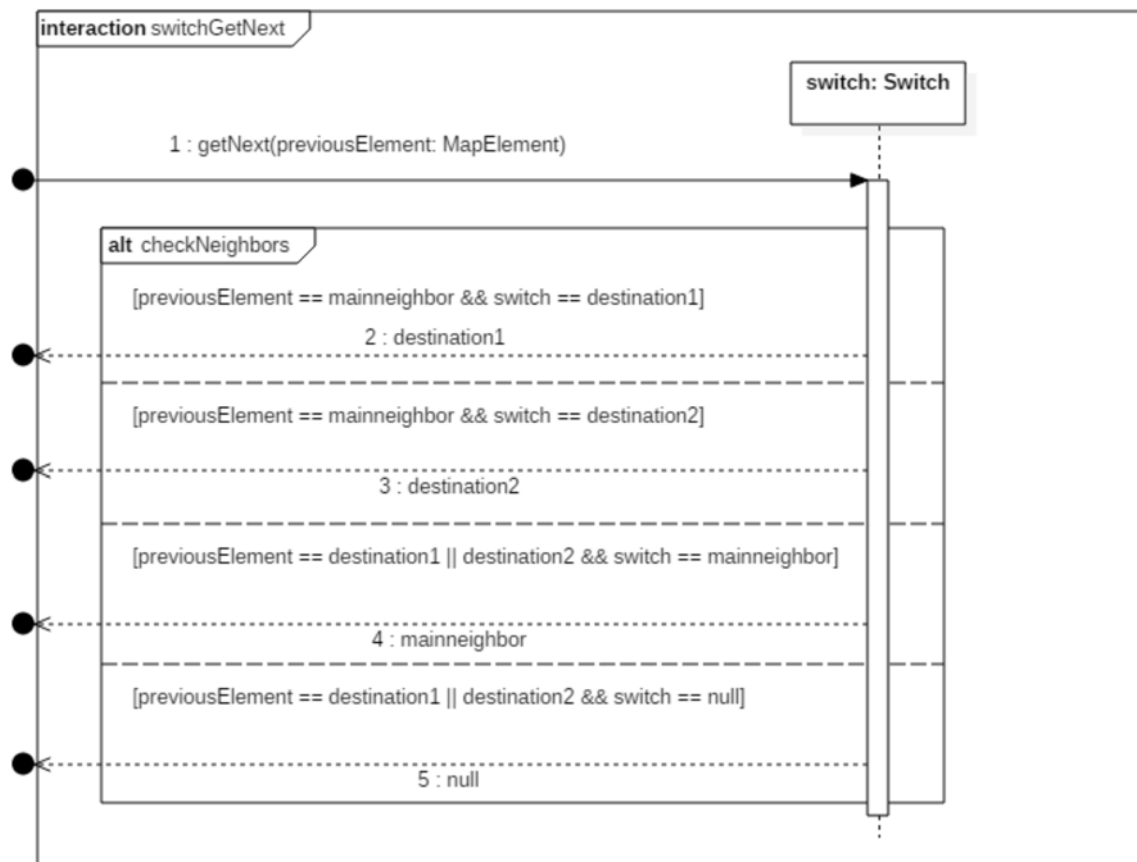 interaction switchGetNext
switch: Switch
1 : getNext(previousElement: MapElement)
alt checkNeighbors
[previousElement == mainneighbor && switch == destination1]
2 : destination1
[previousElement == mainneighbor && switch == destination2]
3 : destination2
[previousElement == destination1 || destination2 && switch == mainneighbor]
4 : mainneighbor
[previousElement == destination1 || destination2 && switch == null]
5 : null